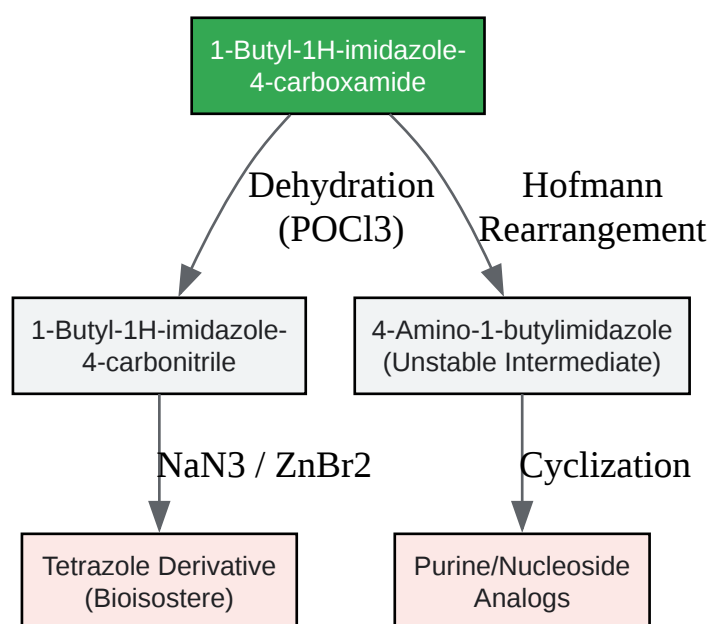 1-Butyl-1H-imidazole-
4-carboxamide
Dehydration
(POCl3)
Hofmann
Rearrangement
1-Butyl-1H-imidazole-
4-carbonitrile
4-Amino-1-butylimidazole
(Unstable Intermediate)
NaN3 / ZnBr2
Cyclization
Tetrazole Derivative
(Bioisostere)
Purine/Nucleoside
Analogs